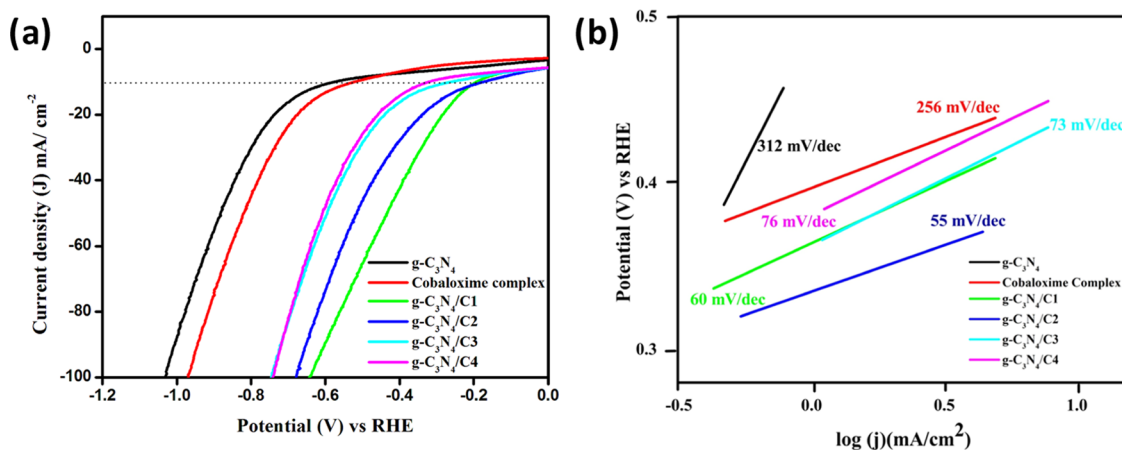 (a)
0
-20
-40
-60
-80
-100
Current density (J) mA/ cm⁻²
g-C₃N₄
Cobaloxime complex
g-C₃N₄/C1
g-C₃N₄/C2
g-C₃N₄/C3
g-C₃N₄/C4
-1.2 -1.0 -0.8 -0.6 -0.4 -0.2 0.0
Potential (V) vs RHE
(b)
0.5
0.4
0.3
Potential (V) vs RHE
256 mV/dec
73 mV/dec
312 mV/dec
76 mV/dec
55 mV/dec
60 mV/dec
g-C₃N₄
Cobaloxime Complex
g-C₃N₄/C1
g-C₃N₄/C2
g-C₃N₄/C3
g-C₃N₄/C4
-0.5 0.0 0.5 1.0
log (j)(mA/cm²)